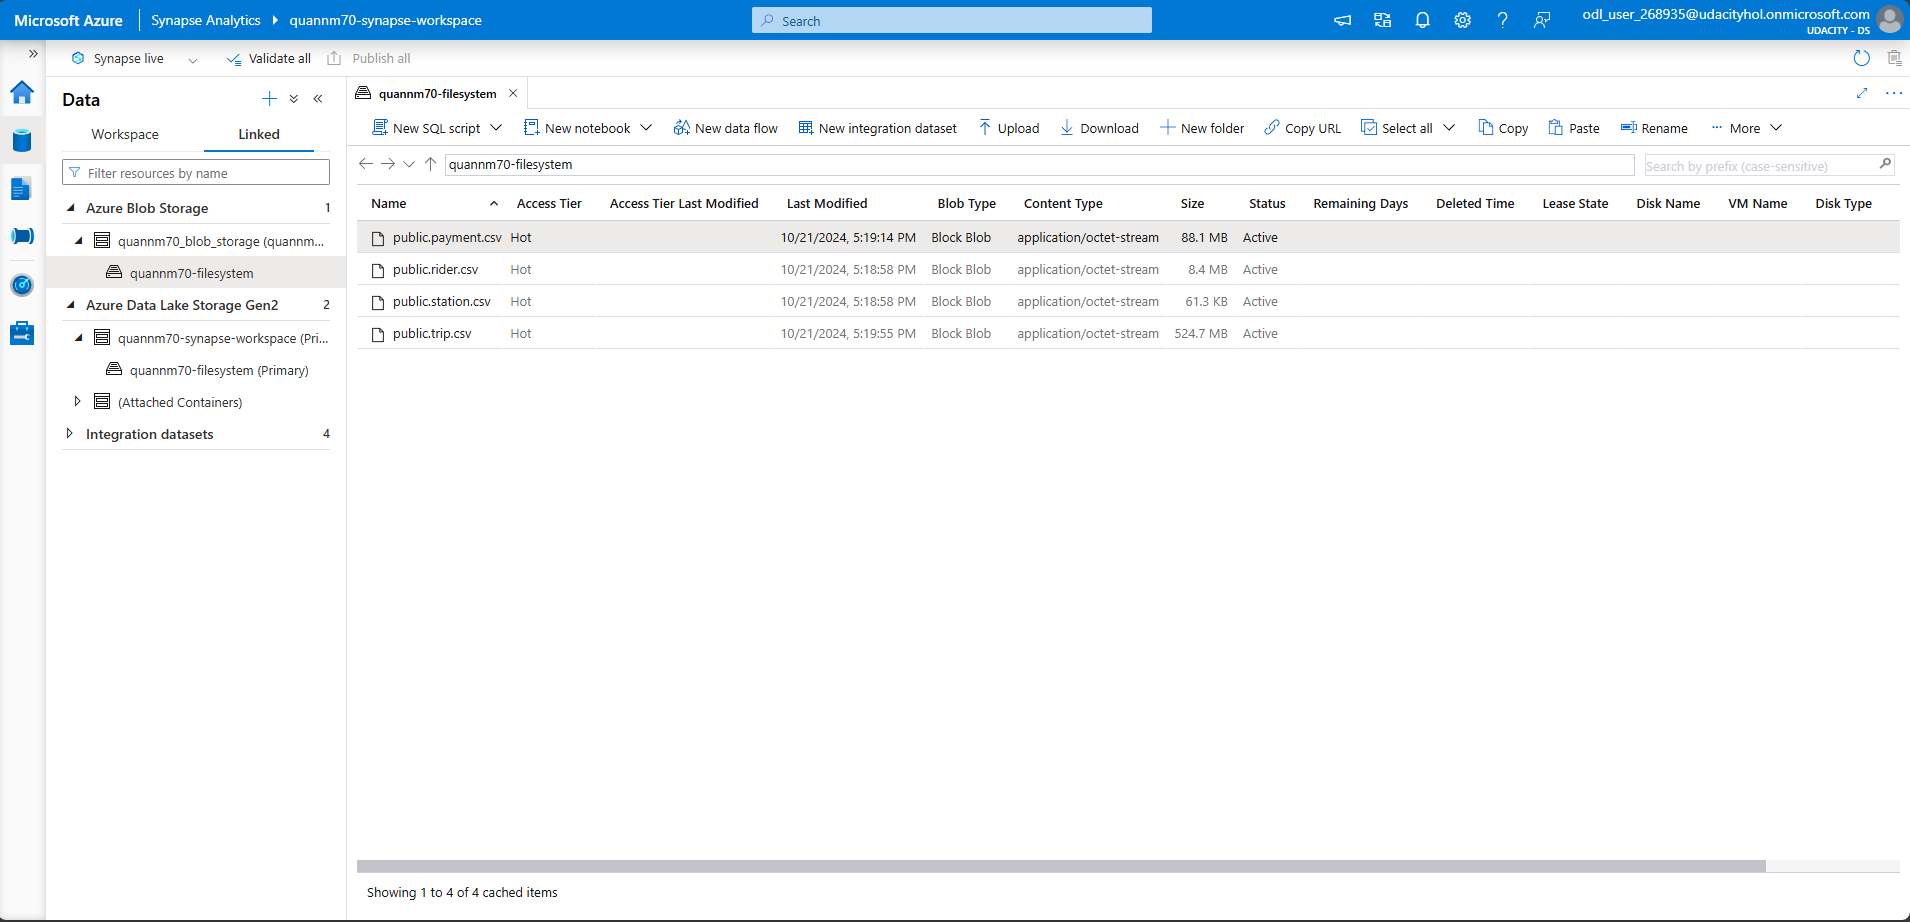 Microsoft Azure Synapse Analytics quannm70-synapse-workspace Search odl_user_268935@udacityhol.onmicrosoft.com
UDACITY - DS
Synapse live Validate all Publish all
Data
Workspace Linked
Filter resources by name
Azure Blob Storage 1
quannm70_blob_storage (quannm...
quannm70-filesystem
Azure Data Lake Storage Gen2 2
quannm70-synapse-workspace (Pri...
quannm70-filesystem (Primary)
(Attached Containers)
Integration datasets 4
quannm70-filesystem
New SQL script New notebook New data flow New integration dataset Upload Download New folder Copy URL Select all Copy Paste Rename More
quannm70-filesystem Search by prefix (case-sensitive)
Name Access Tier Access Tier Last Modified Last Modified Blob Type Content Type Size Status Remaining Days Deleted Time Lease State Disk Name VM Name Disk Type
public.payment.csv Hot 10/21/2024, 5:19:14 PM Block Blob application/octet-stream 88.1 MB Active
public.rider.csv Hot 10/21/2024, 5:18:58 PM Block Blob application/octet-stream 8.4 MB Active
public.station.csv Hot 10/21/2024, 5:18:58 PM Block Blob application/octet-stream 61.3 KB Active
public.trip.csv Hot 10/21/2024, 5:19:55 PM Block Blob application/octet-stream 524.7 MB Active
Showing 1 to 4 of 4 cached items